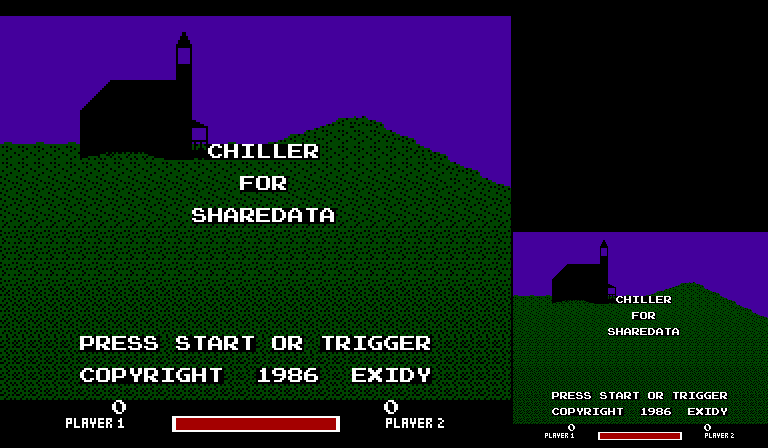 CHILLER
FOR
SHAREDATA
PRESS START OR TRIGGER
COPYRIGHT 1986 EXIDY
0 0
PLAYER 1 PLAYER 2
CHILLER
FOR
SHAREDATA
PRESS START OR TRIGGER
COPYRIGHT 1986 EXIDY
0 0
PLAYER 1 PLAYER 2